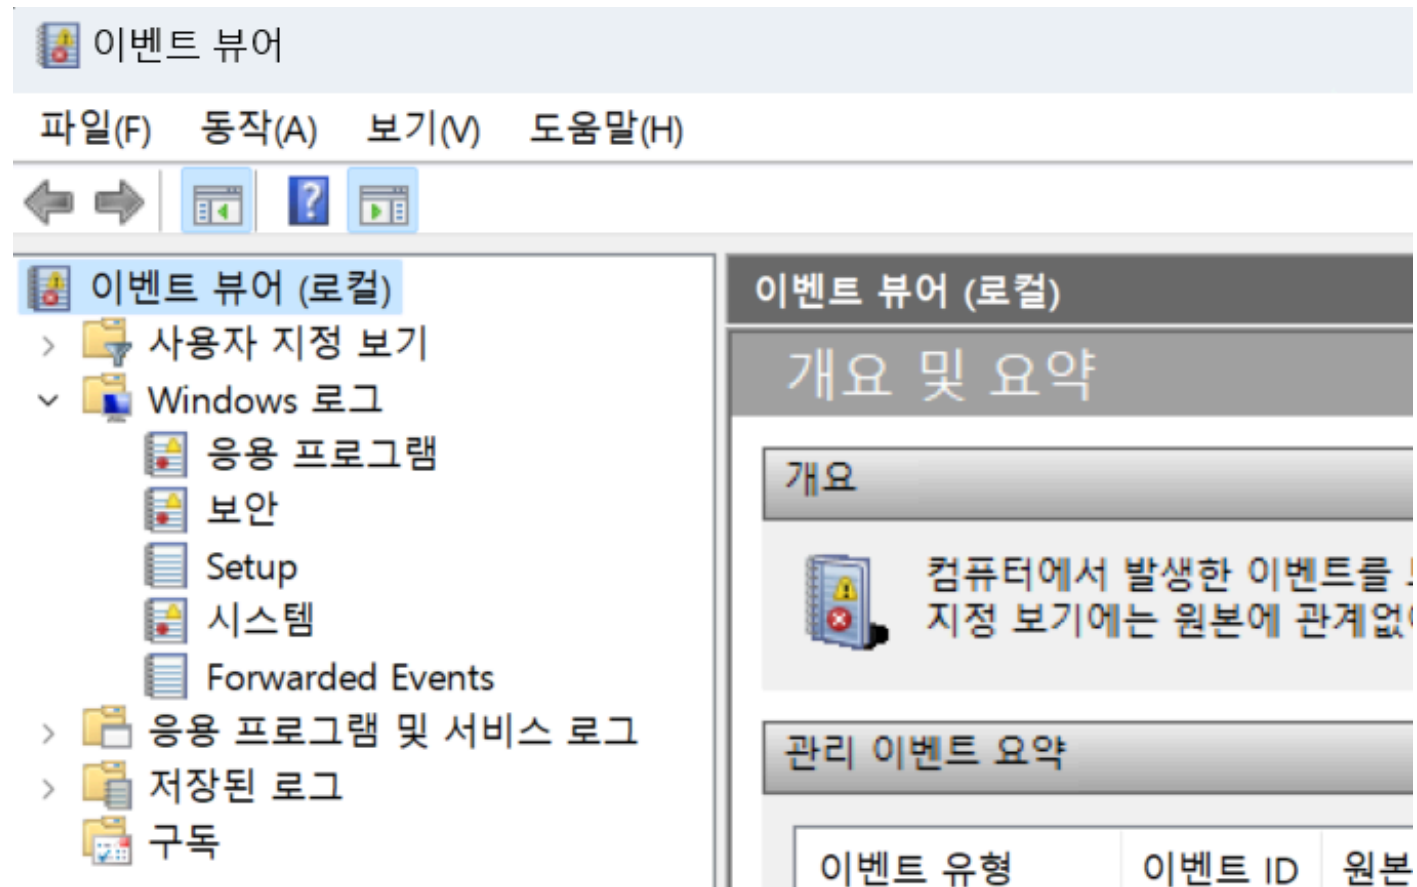 이벤트 뷰어
파일(F) 동작(A) 보기(V) 도움말(H)
이벤트 뷰어 (로컬)
사용자 지정 보기
Windows 로그
응용 프로그램
보안
Setup
시스템
Forwarded Events
응용 프로그램 및 서비스 로그
저장된 로그
구독
이벤트 뷰어 (로컬)
개요 및 요약
개요
컴퓨터에서 발생한 이벤트를
지정 보기에는 원본에
관리 이벤트 요약
이벤트 유형 이벤트 ID 원본